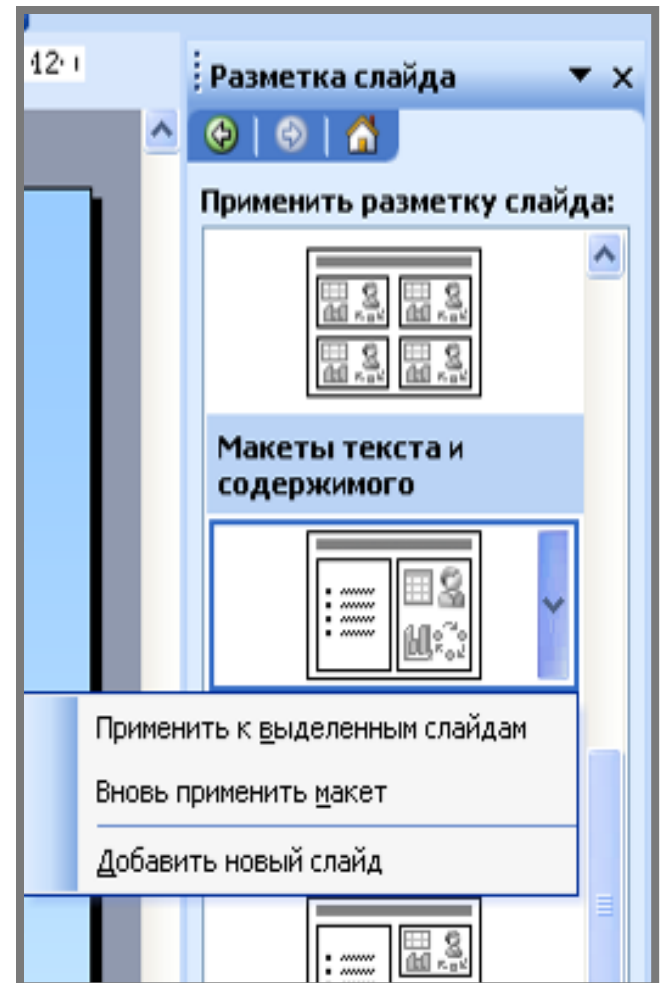 12
Разметка слайда
Применить разметку слайда:
Макеты текста и
содержимого
Применить к выделенным слайдам
Вновь применить макет
Добавить новый слайд